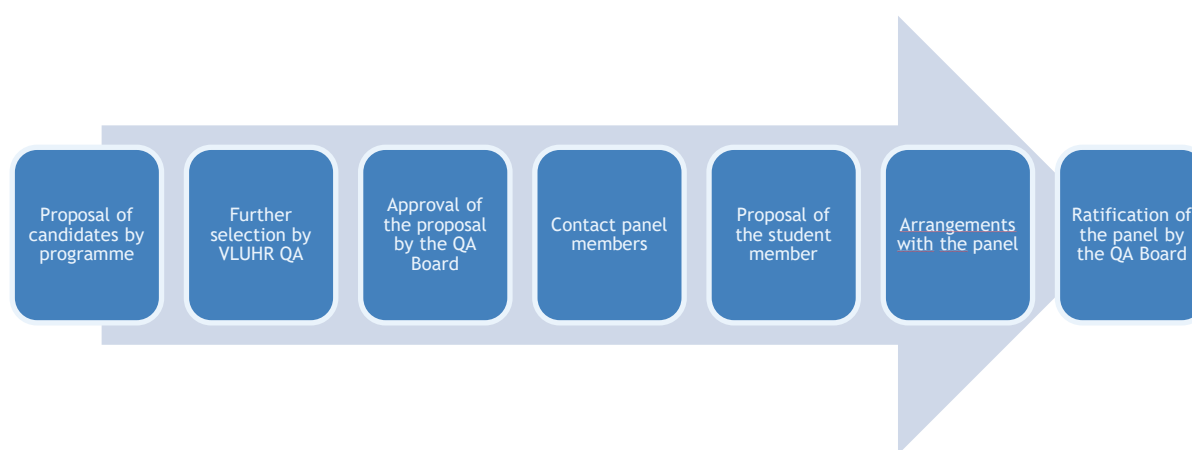 Proposal of
candidates by
programme
Further
selection by
VLUHR QA
Approval of
the proposal
by the QA
Board
Contact panel
members
Proposal of
the student
member
Arrangements
with the panel
Ratification of
the panel by
the QA Board